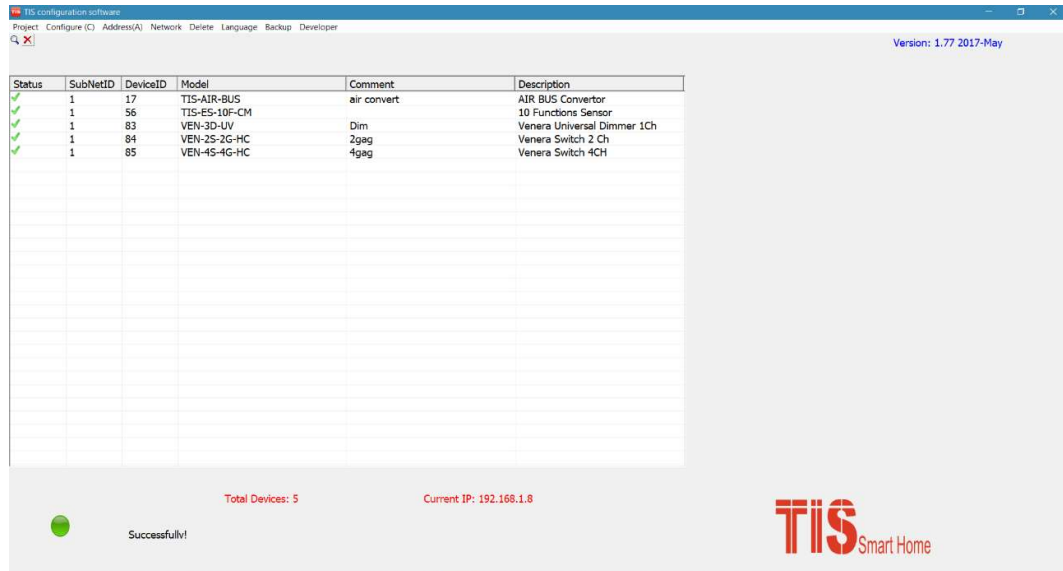 TIS TIS configuration software
Project Configure (C) Address(A) Network Delete Language Backup Developer
Version: 1.77 2017-May
Status SubNetID DeviceID Model Comment Description
1 17 TIS-AIR-BUS air convert AIR BUS Convertor
1 56 TIS-ES-10F-CM 10 Functions Sensor
1 83 VEN-3D-UV Dim Venera Universal Dimmer 1Ch
1 84 VEN-2S-2G-HC 2gag Venera Switch 2 Ch
1 85 VEN-4S-4G-HC 4gag Venera Switch 4CH
Total Devices: 5 Current IP: 192.168.1.8
Successfully!
TIS Smart Home